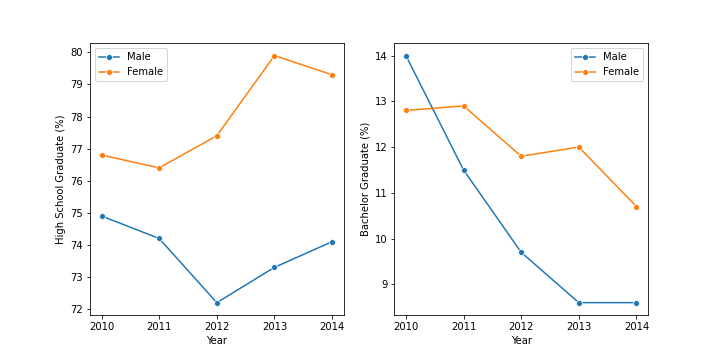 High School Graduate (%)
80
79
78
77
76
75
74
73
72
Male
Female
2010 2011 2012 2013 2014
Year
Bachelor Graduate (%)
14
13
12
11
10
9
Male
Female
2010 2011 2012 2013 2014
Year